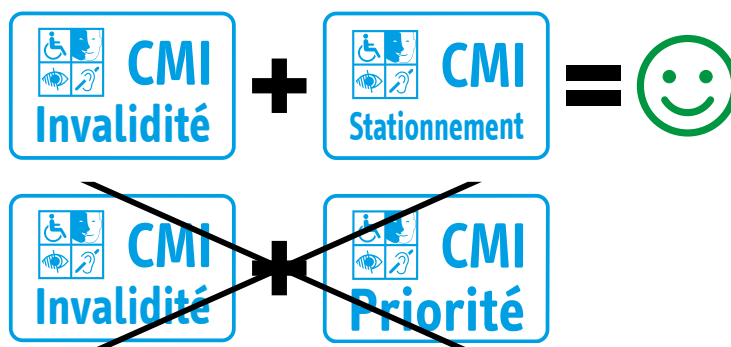 CMI
Invalidité
+
CMI
Stationnement
=
CMI
Invalidité
+
CMI
Priorité